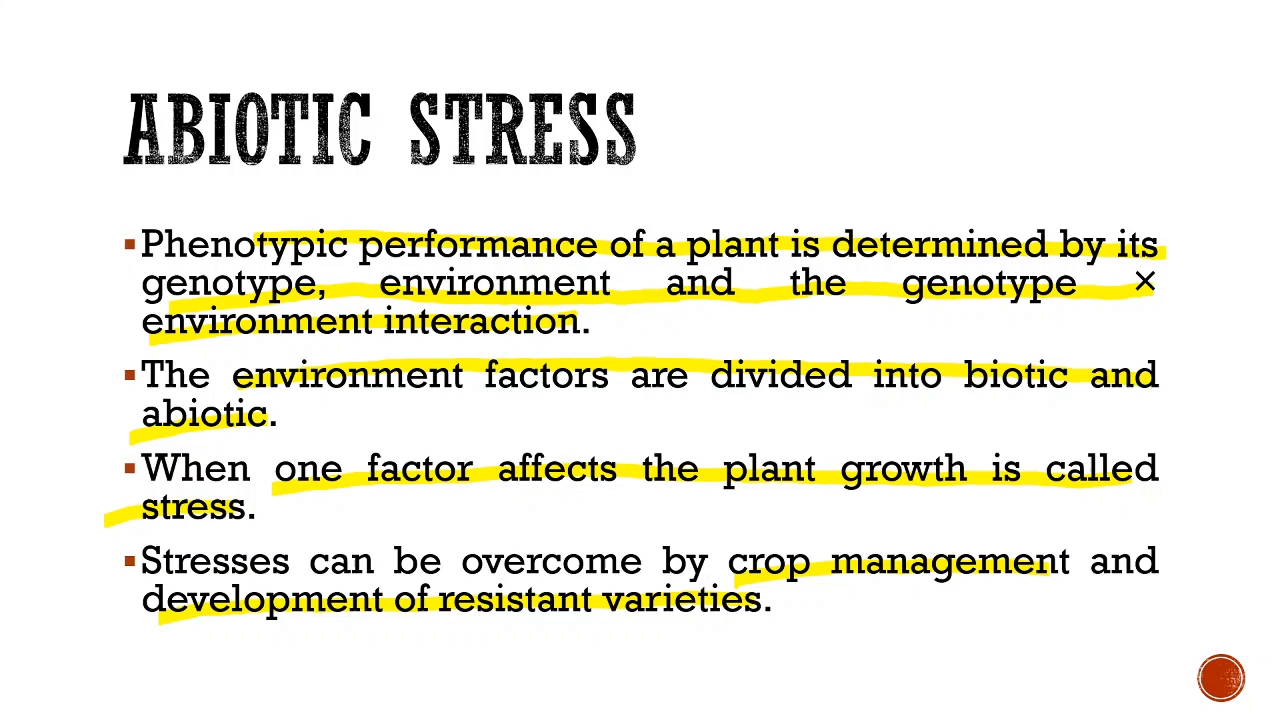 ABIOTIC STRESS
▪Phenotypic performance of a plant is determined by its
genotype, environment and the genotype ×
environment interaction.
▪The environment factors are divided into biotic and
abiotic.
▪When one factor affects the plant growth is called
stress.
▪Stresses can be overcome by crop management and
development of resistant varieties.